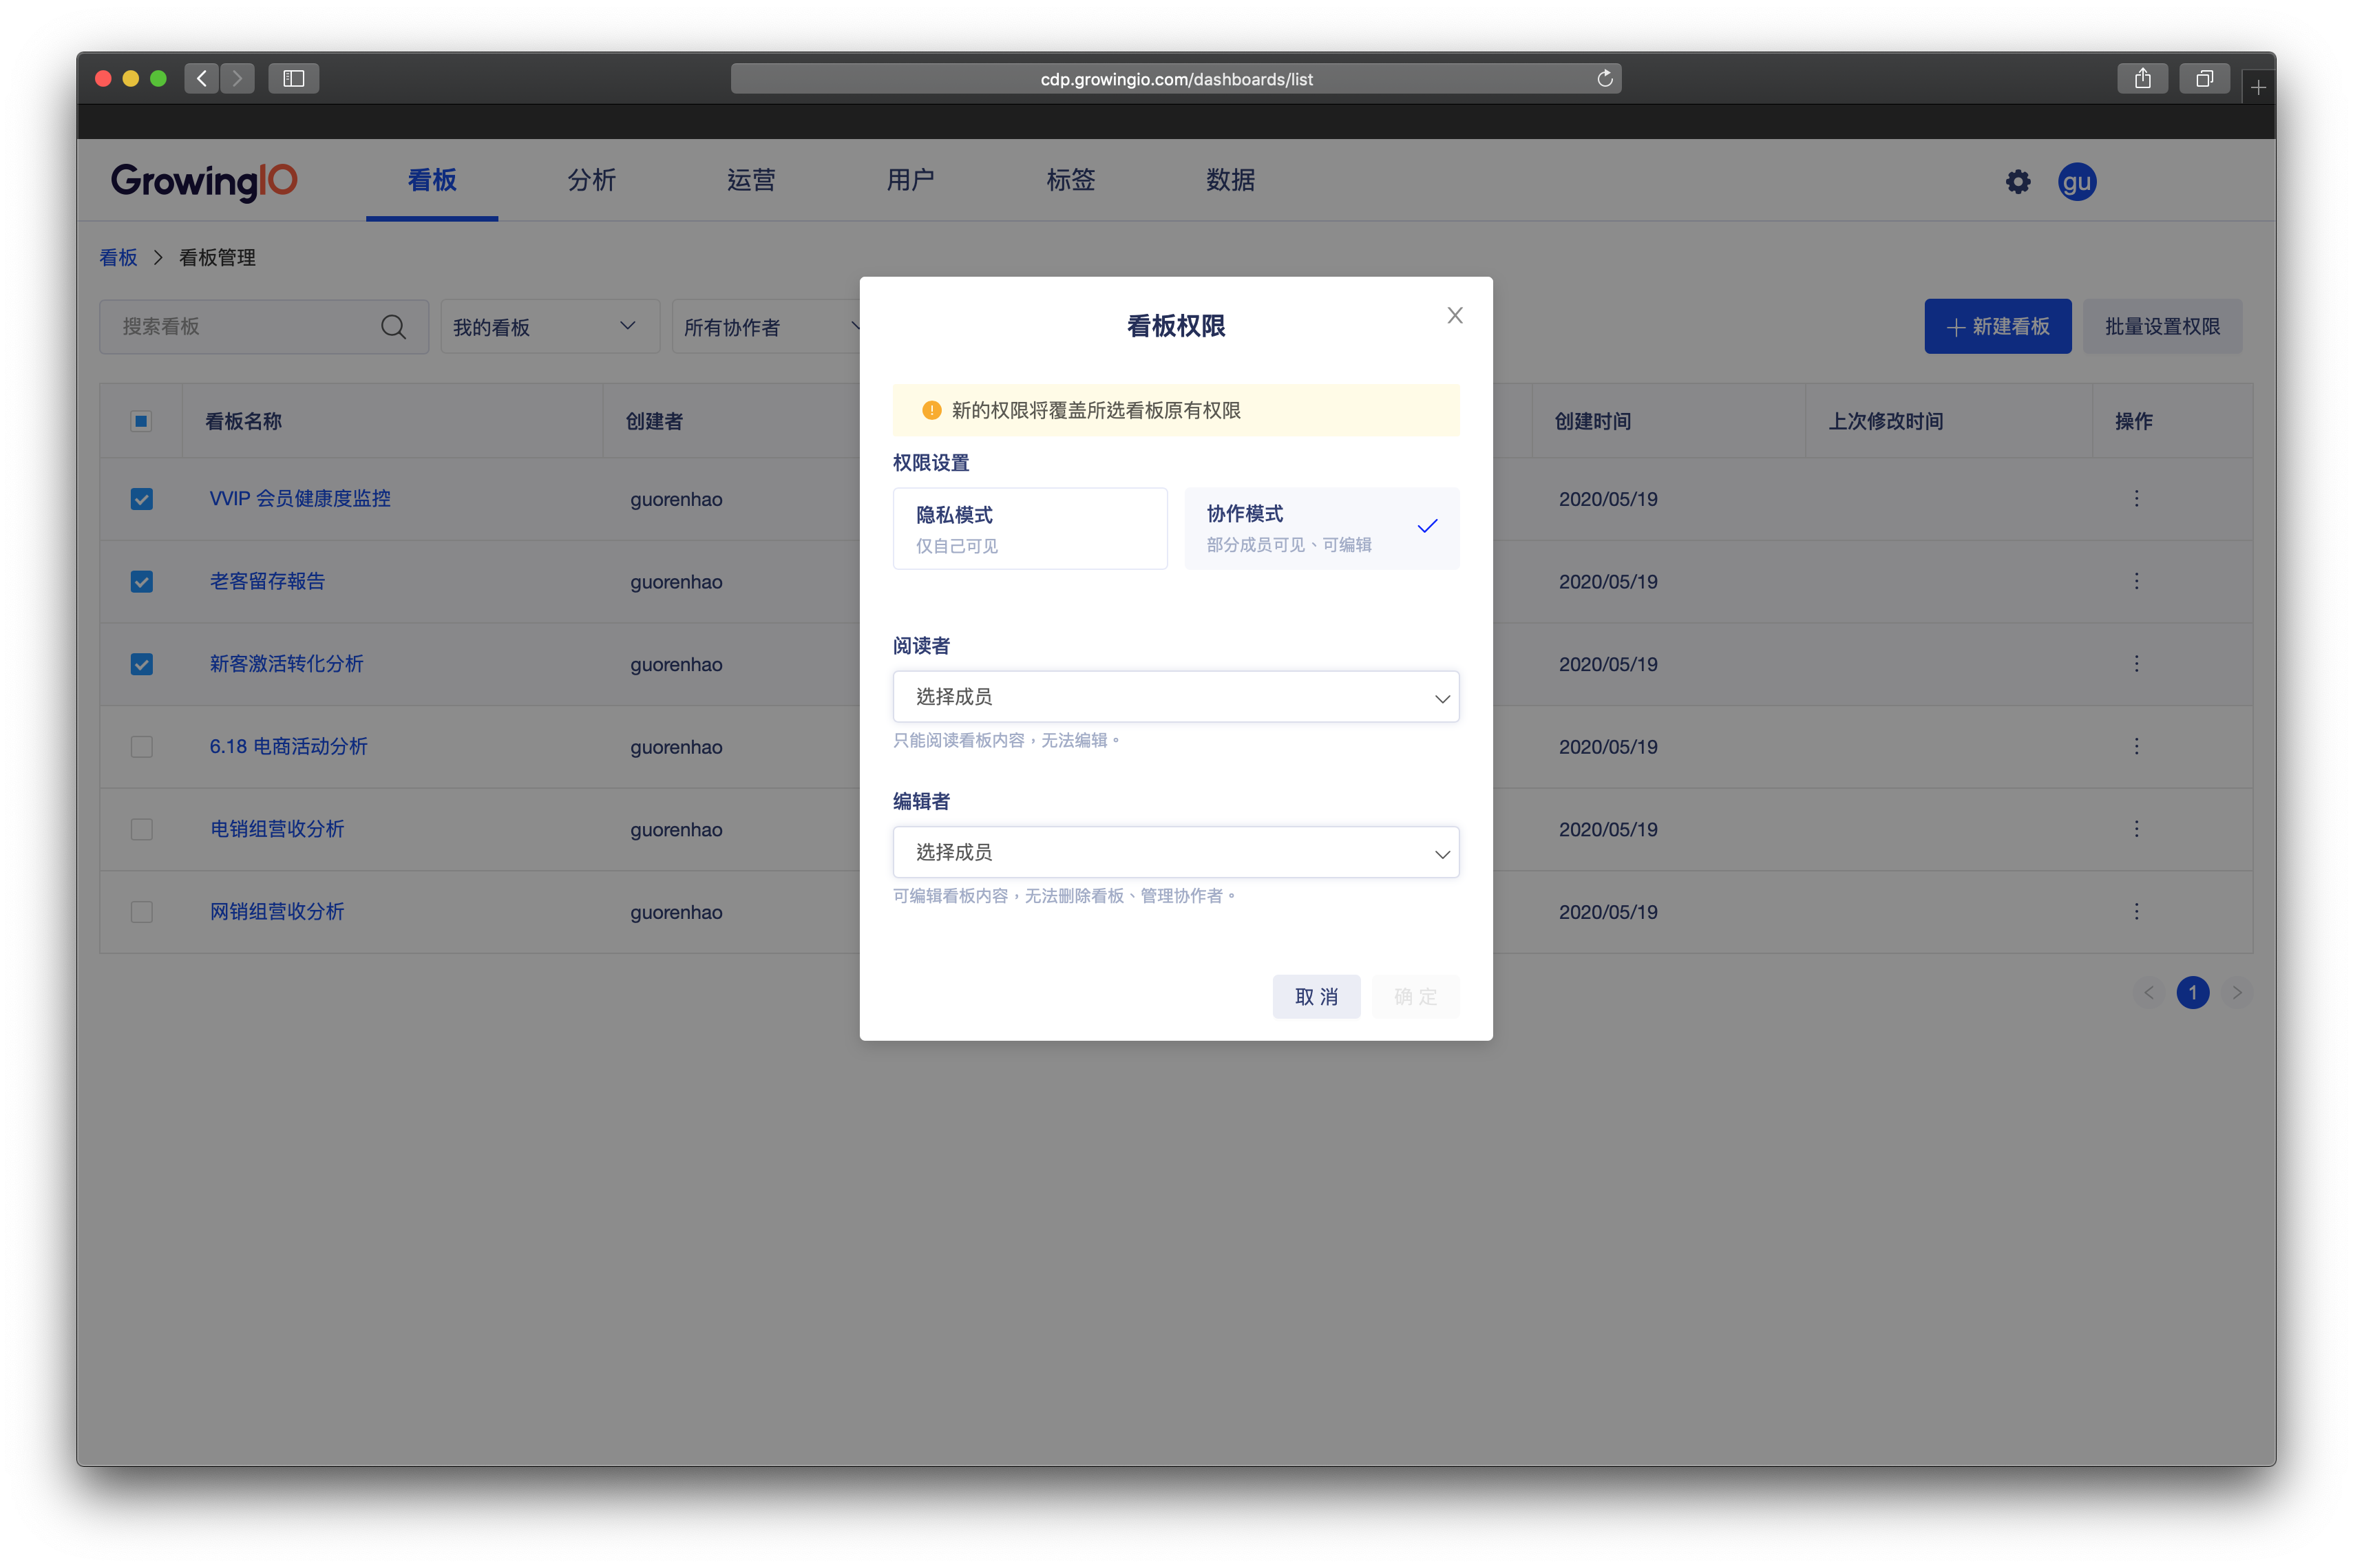 cdp.growingio.com/dashboards/list
GrowingIO
看板
分析
运营
用户
标签
数据
gu
看板 > 看板管理
搜索看板
我的看板
所有协作者
+ 新建看板
批量设置权限
看板名称
创建者
创建时间
上次修改时间
操作
VVIP 会员健康度监控
guorenhao
2020/05/19
老客留存報告
guorenhao
2020/05/19
新客激活转化分析
guorenhao
2020/05/19
6.18 电商活动分析
guorenhao
2020/05/19
电销组营收分析
guorenhao
2020/05/19
网销组营收分析
guorenhao
2020/05/19
1
看板权限
新的权限将覆盖所选看板原有权限
权限设置
隐私模式
仅自己可见
协作模式
部分成员可见、可编辑
阅读者
选择成员
只能阅读看板内容，无法编辑。
编辑者
选择成员
可编辑看板内容，无法删除看板、管理协作者。
取 消
确 定